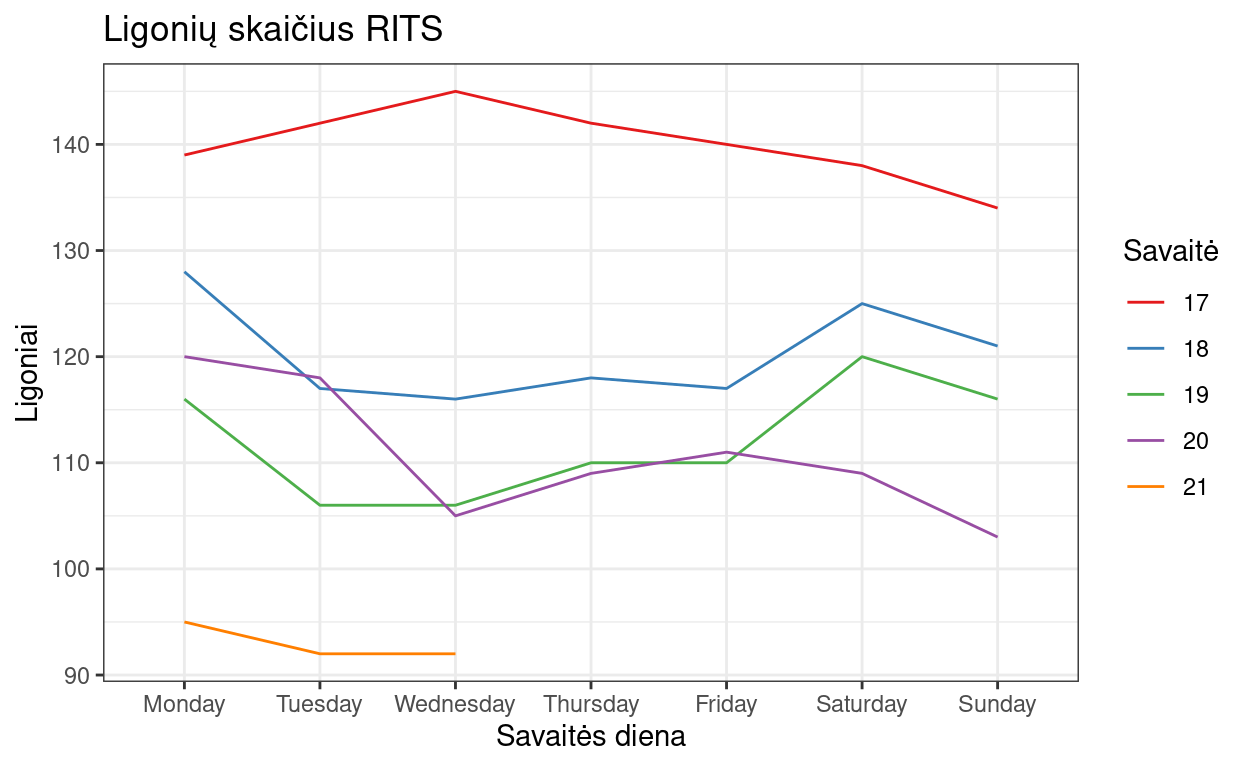 Ligonių skaičius RITS
Ligoniai
140
130
120
110
100
90
Monday Tuesday Wednesday Thursday Friday Saturday Sunday
Savaitės diena
Savaitė
17
18
19
20
21